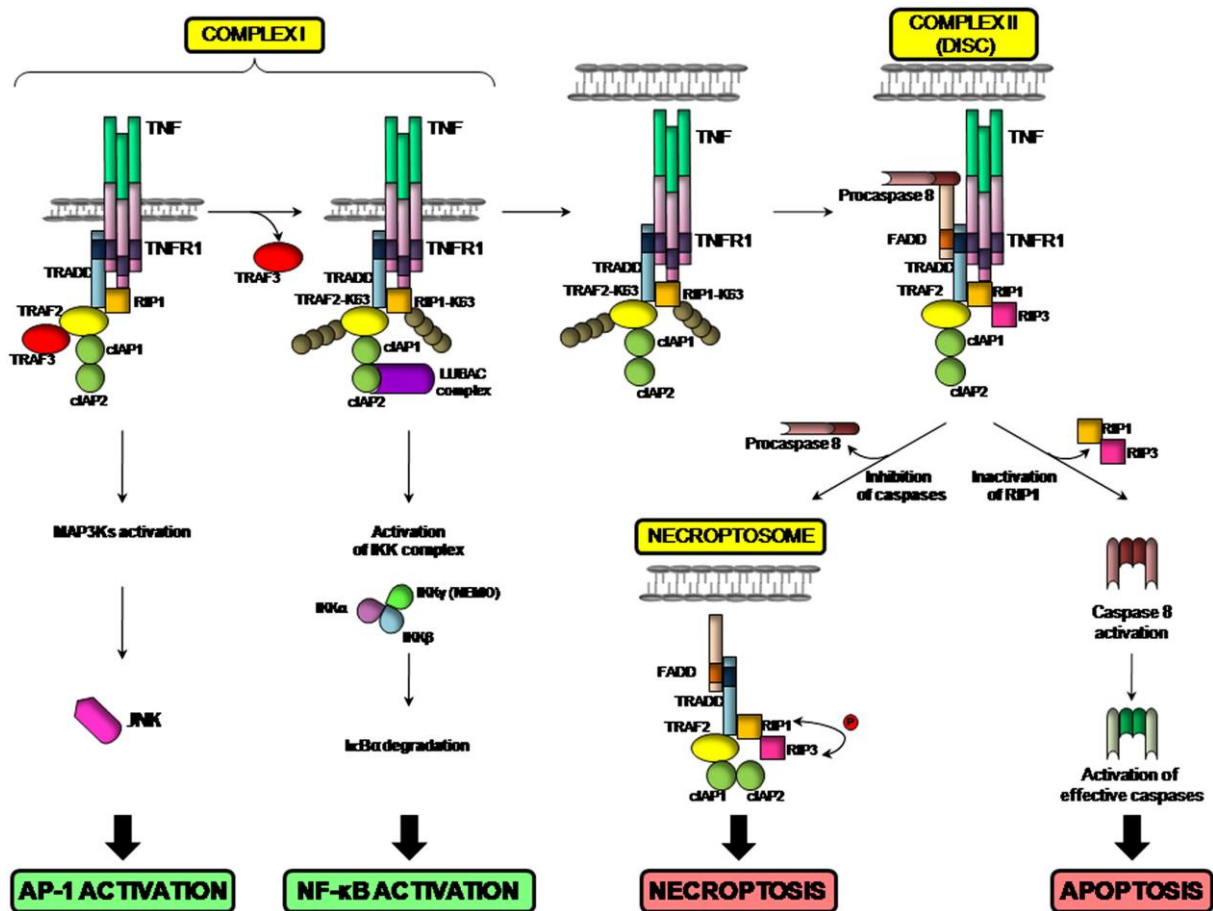 COMPLEX I
COMPLEX II
(DISC)
TNF
TNFR1
TRADD
TRAF2
RIP1
TRAF3
cIAP1
cIAP2
TRAF3
TNF
TNFR1
TRADD
TRAF2-K63
RIP1-K63
cIAP1
LUBAC
complex
cIAP2
TNF
TNFR1
TRADD
TRAF2-K63
RIP1-K63
cIAP1
cIAP2
TNF
Procaspase 8
FADD
TNFR1
TRADD
TRAF2
RIP1
RIP3
cIAP1
cIAP2
Procaspase 8
Inhibition
of caspases
Inactivation
of RIP1
RIP1
RIP3
MAP3Ks activation
JNK
Activation
of IKK complex
IKKγ (NEMO)
IKKα
IKKβ
IκBα degradation
NECROPTOSOME
FADD
TRADD
TRAF2
RIP1
P
RIP3
cIAP1
cIAP2
Caspase 8
activation
Activation of
effective caspases
AP-1 ACTIVATION
NF-κB ACTIVATION
NECROPTOSIS
APOPTOSIS